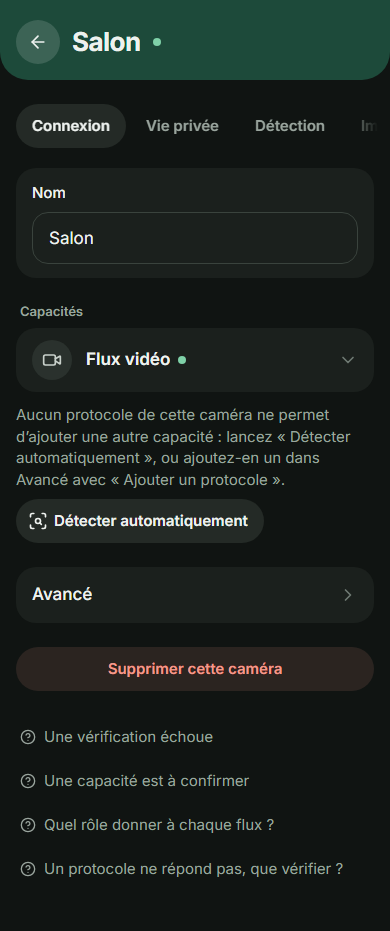 Salon
Connexion
Vie privée
Détection
Nom
Salon
Capacités
Flux vidéo
Aucun protocole de cette caméra ne permet
d'ajouter une autre capacité : lancez « Détecter
automatiquement », ou ajoutez-en un dans
Avancé avec « Ajouter un protocole ».
Détecter automatiquement
Avancé
Supprimer cette caméra
Une vérification échoue
Une capacité est à confirmer
Quel rôle donner à chaque flux ?
Un protocole ne répond pas, que vérifier ?